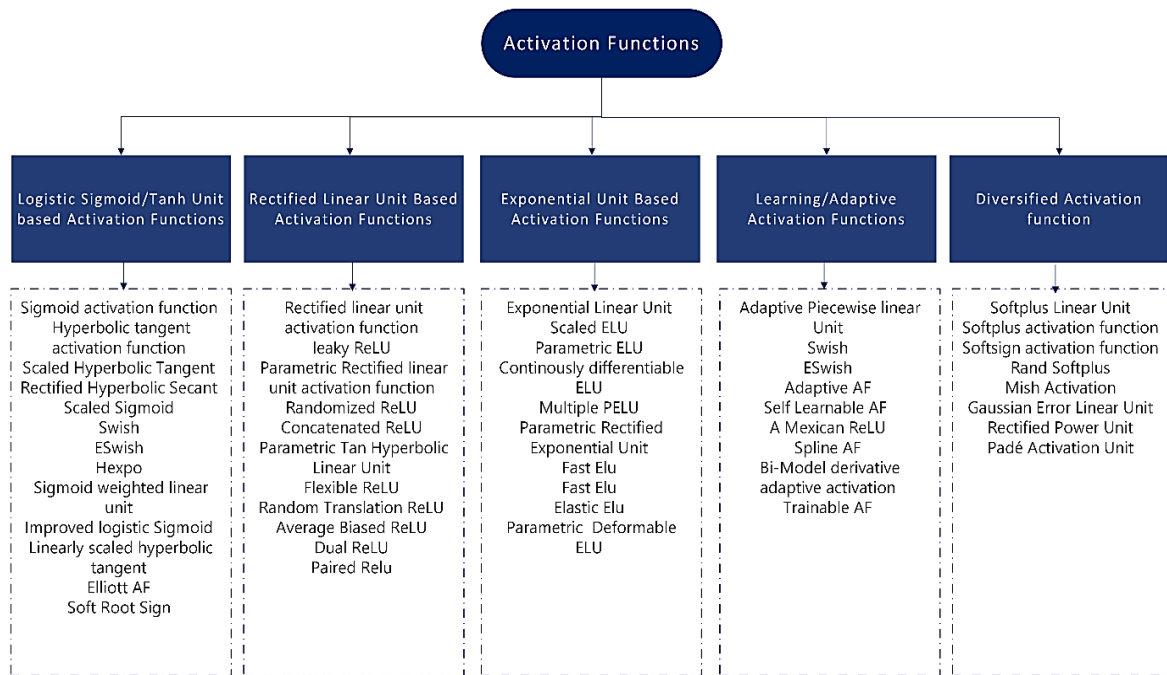 Activation Functions
Logistic Sigmoid/Tanh Unit
based Activation Functions
Rectified Linear Unit Based
Activation Functions
Exponential Unit Based
Activation Functions
Learning/Adaptive
Activation Functions
Diversified Activation
function
Sigmoid activation function
Hyperbolic tangent
activation function
Scaled Hyperbolic Tangent
Rectified Hyperbolic Secant
Scaled Sigmoid
Swish
ESwish
Hexpo
Sigmoid weighted linear
unit
Improved logistic Sigmoid
Linearly scaled hyperbolic
tangent
Elliott AF
Soft Root Sign
Rectified linear unit
activation function
leaky ReLU
Parametric Rectified linear
unit activation function
Randomized ReLU
Concatenated ReLU
Parametric Tan Hyperbolic
Linear Unit
Flexible ReLU
Random Translation ReLU
Average Biased ReLU
Dual ReLU
Paired Relu
Exponential Linear Unit
Scaled ELU
Parametric ELU
Continously differentiable
ELU
Multiple PELU
Parametric Rectified
Exponential Unit
Fast Elu
Fast Elu
Elastic Elu
Parametric Deformable
ELU
Adaptive Piecewise linear
Unit
Swish
ESwish
Adaptive AF
Self Learnable AF
A Mexican ReLU
Spline AF
Bi-Model derivative
adaptive activation
Trainable AF
Softplus Linear Unit
Softplus activation function
Softsign activation function
Rand Softplus
Mish Activation
Gaussian Error Linear Unit
Rectified Power Unit
Padé Activation Unit